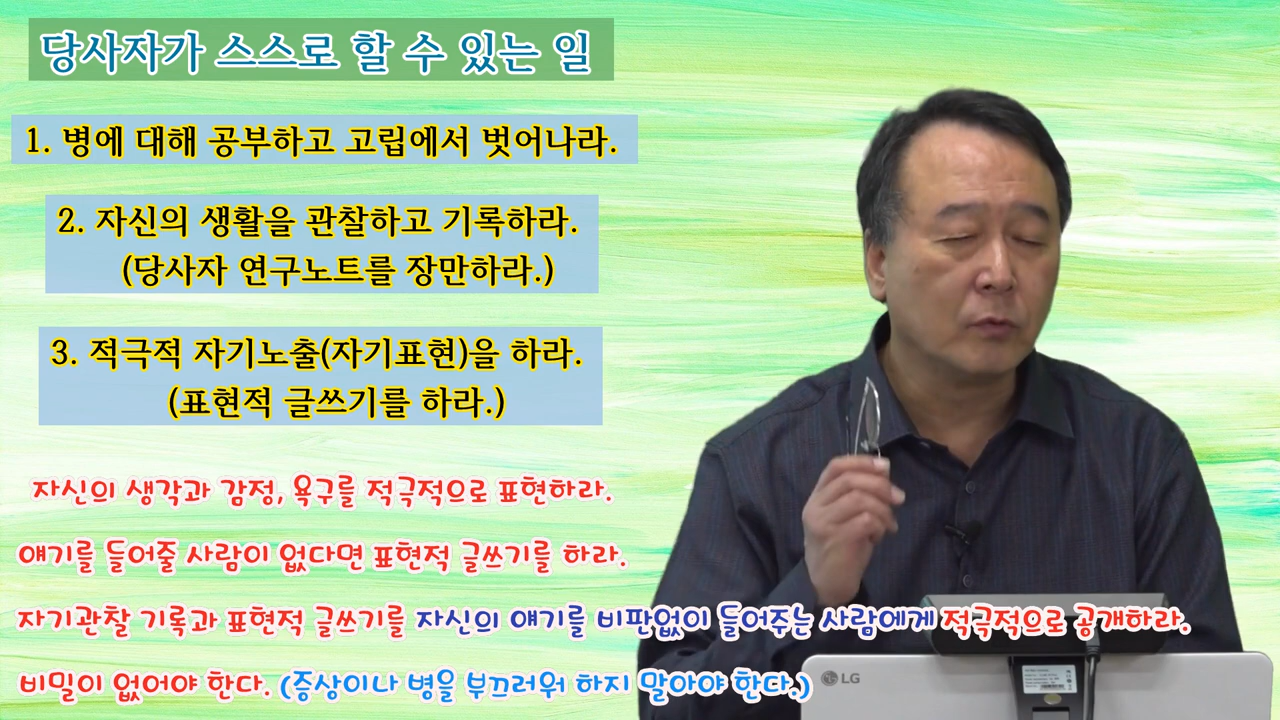 당사자가 스스로 할 수 있는 일
1. 병에 대해 공부하고 고립에서 벗어나라.
2. 자신의 생활을 관찰하고 기록하라.
(당사자 연구노트를 장만하라.)
3. 적극적 자기노출(자기표현)을 하라.
(표현적 글쓰기를 하라.)
자신의 생각과 감정, 욕구를 적극적으로 표현하라.
얘기를 들어줄 사람이 없다면 표현적 글쓰기를 하라.
자기관찰 기록과 표현적 글쓰기를 자신의 얘기를 비판없이 들어주는 사람에게 적극적으로 공개하라.
비밀이 없어야 한다. (증상이나 병을 부끄러워 하지 말아야 한다.)
LG